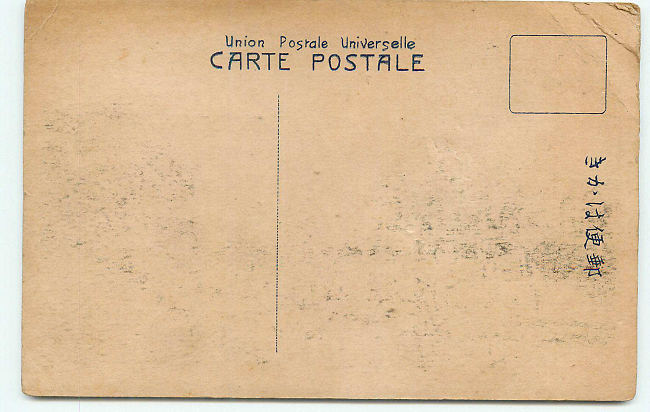 Union Postale Universelle
CARTE POSTALE
郵便はかき